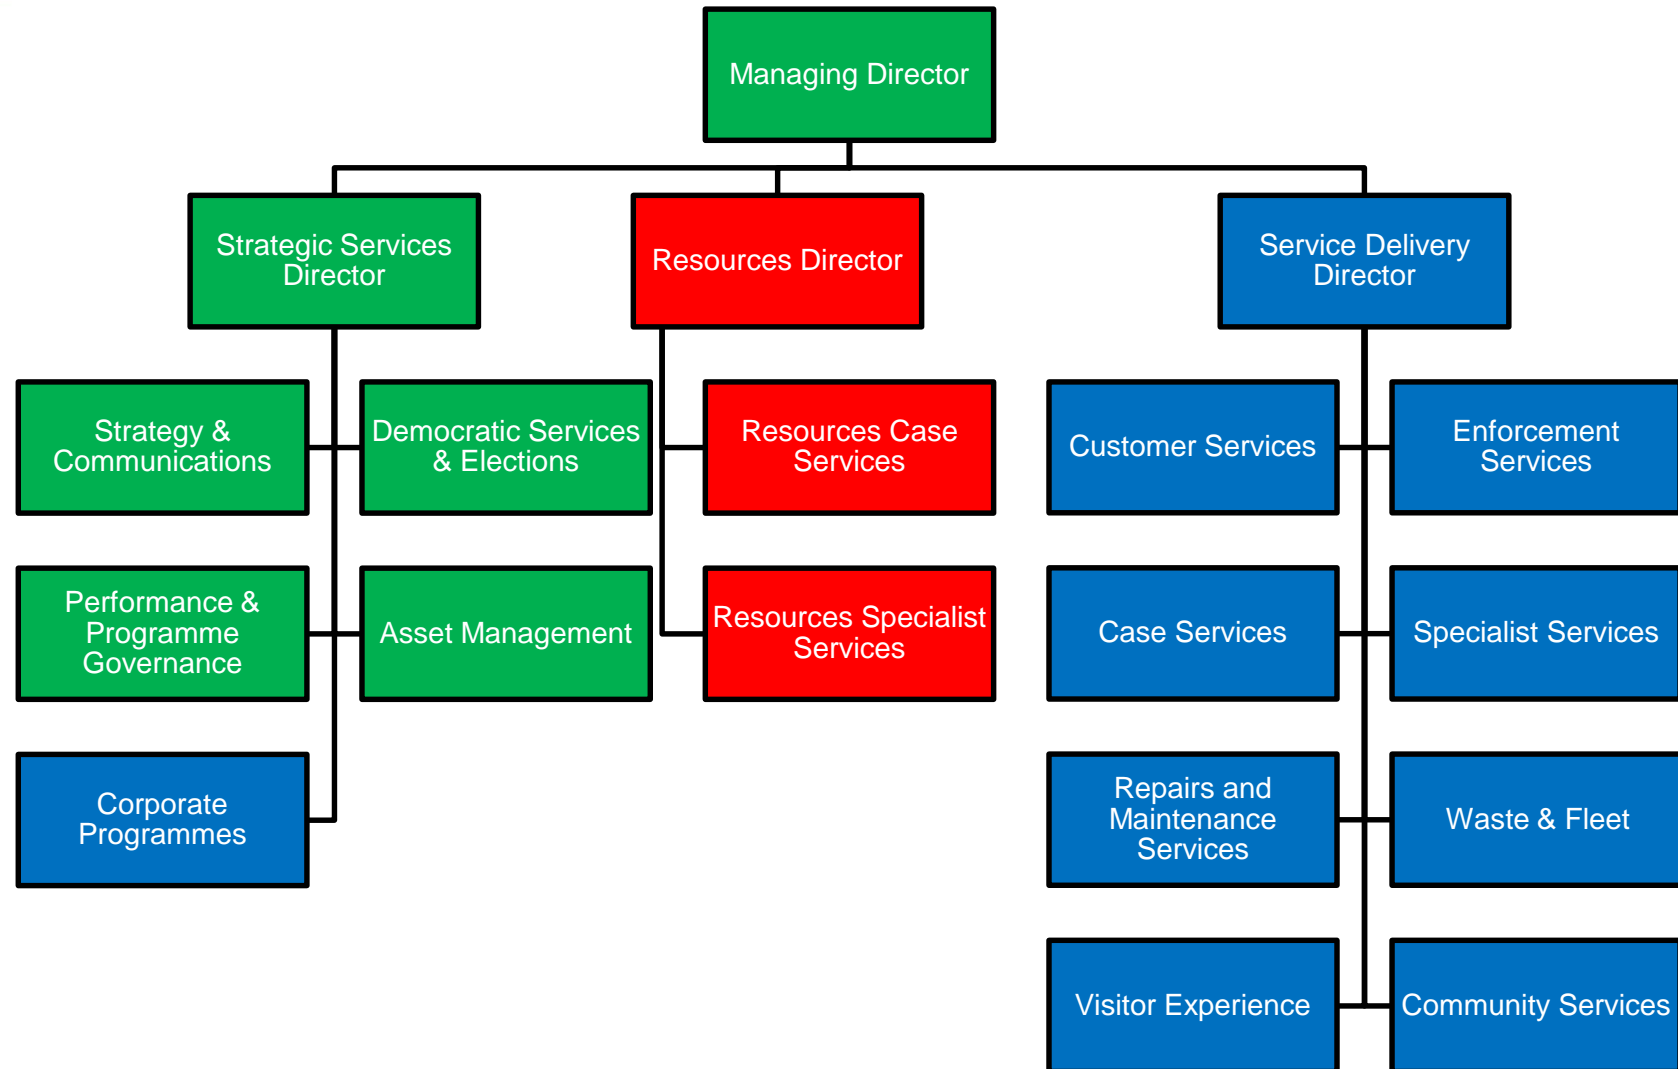 Managing Director
Strategic Services
Director
Resources Director
Service Delivery
Director
Strategy &
Communications
Democratic Services
& Elections
Resources Case
Services
Customer Services
Enforcement
Services
Performance &
Programme
Governance
Asset Management
Resources Specialist
Services
Case Services
Specialist Services
Corporate
Programmes
Repairs and
Maintenance
Services
Waste & Fleet
Visitor Experience
Community Services